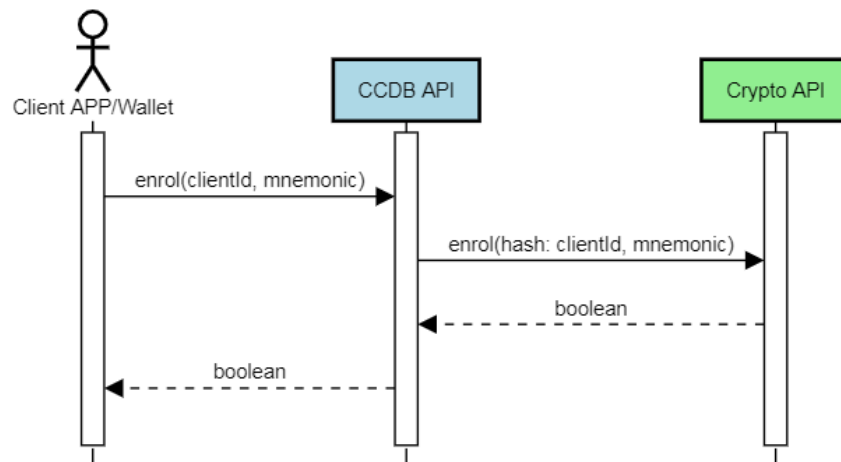 Client APP/Wallet
CCDB API
Crypto API
enrol(clientId, mnemonic)
enrol(hash: clientId, mnemonic)
boolean
boolean